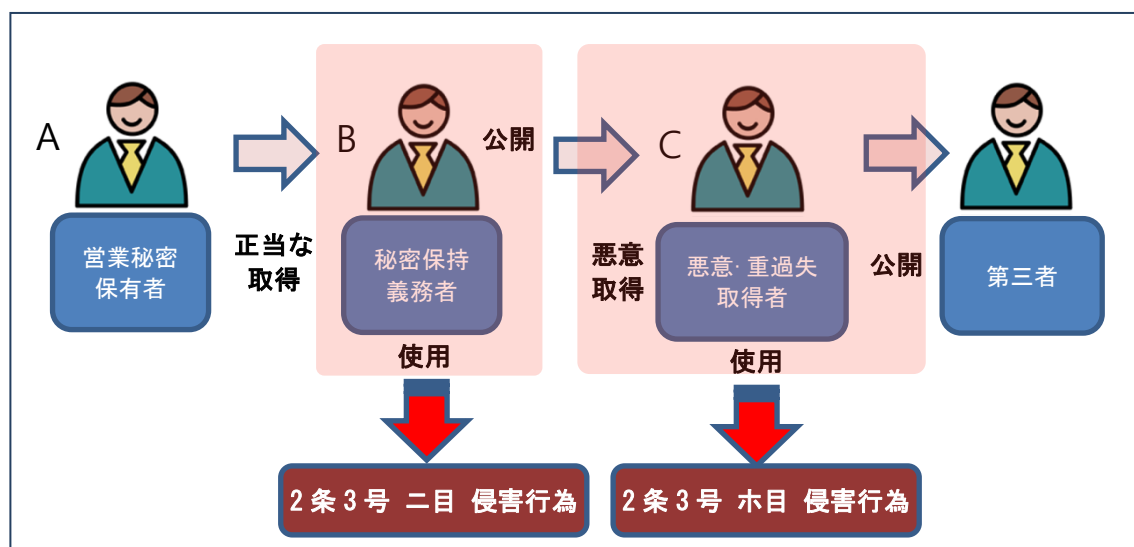 A
営業秘密
保有者
正当な
取得
B
公開
秘密保持
義務者
使用
悪意
取得
C
悪意・重過失
取得者
使用
公開
第三者
2条3号 二目 侵害行為
2条3号 ホ目 侵害行為